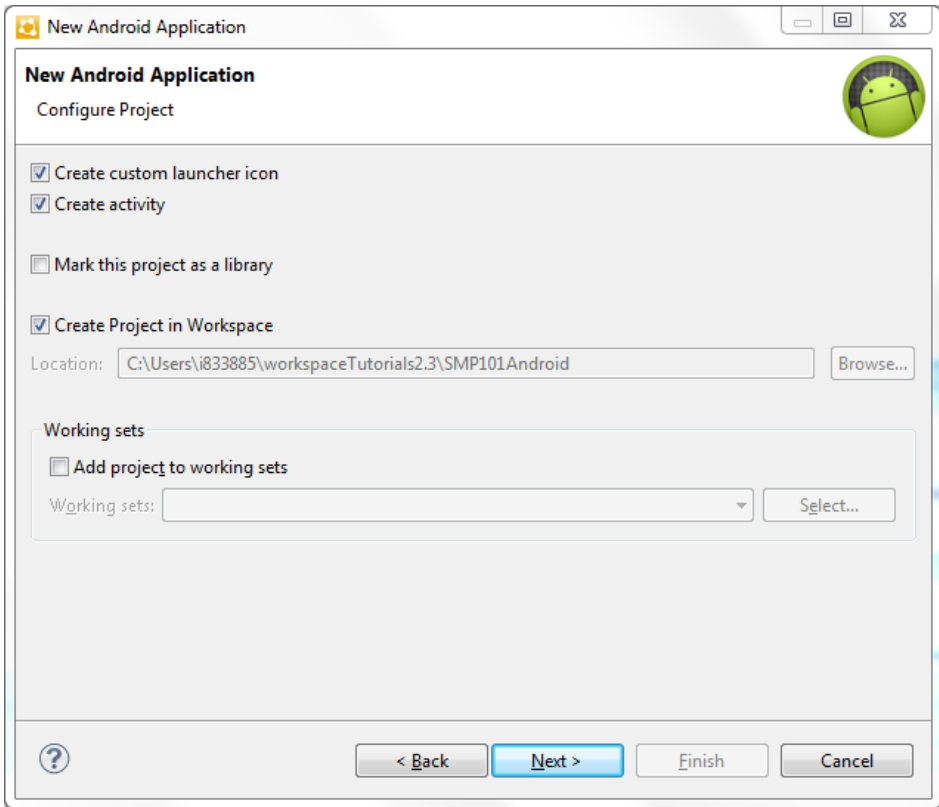 New Android Application
New Android Application
Configure Project
Create custom launcher icon
Create activity
Mark this project as a library
Create Project in Workspace
Location: C:\Users\i833885\workspaceTutorials2.3\SMP101Android Browse...
Working sets
Add project to working sets
Working sets: Select...
? < Back Next > Finish Cancel